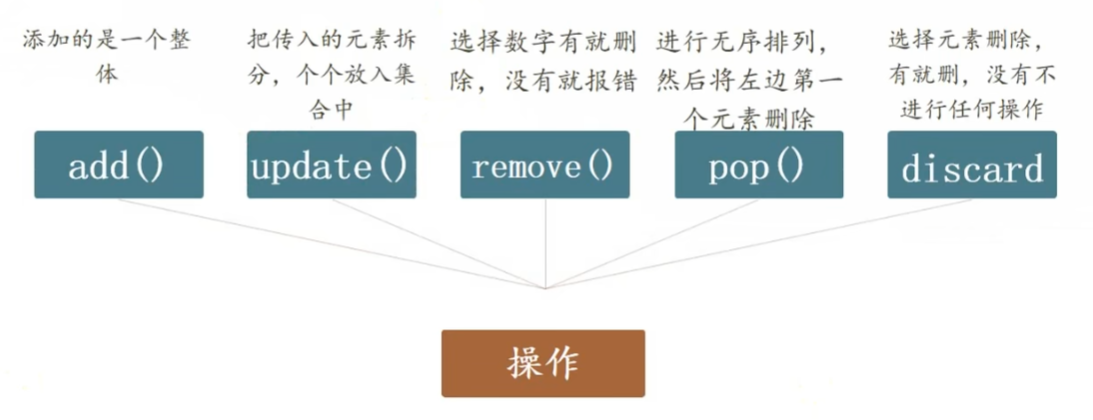 添加的是一个整
体
把传入的元素拆
分，个个放入集
合中
选择数字有就删
除，没有就报错
进行无序排列，
然后将左边第一
个元素删除
选择元素删除，
有就删，没有不
进行任何操作
add()
update()
remove()
pop()
discard
操作